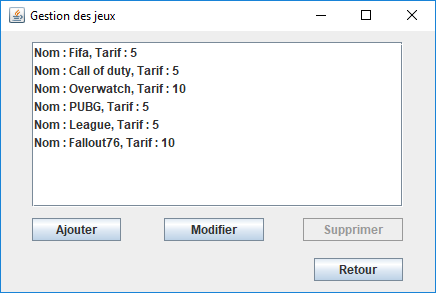 Gestion des jeux
Nom : Fifa, Tarif : 5
Nom : Call of duty, Tarif : 5
Nom : Overwatch, Tarif : 10
Nom : PUBG, Tarif : 5
Nom : League, Tarif : 5
Nom : Fallout76, Tarif : 10
Ajouter Modifier Supprimer
Retour